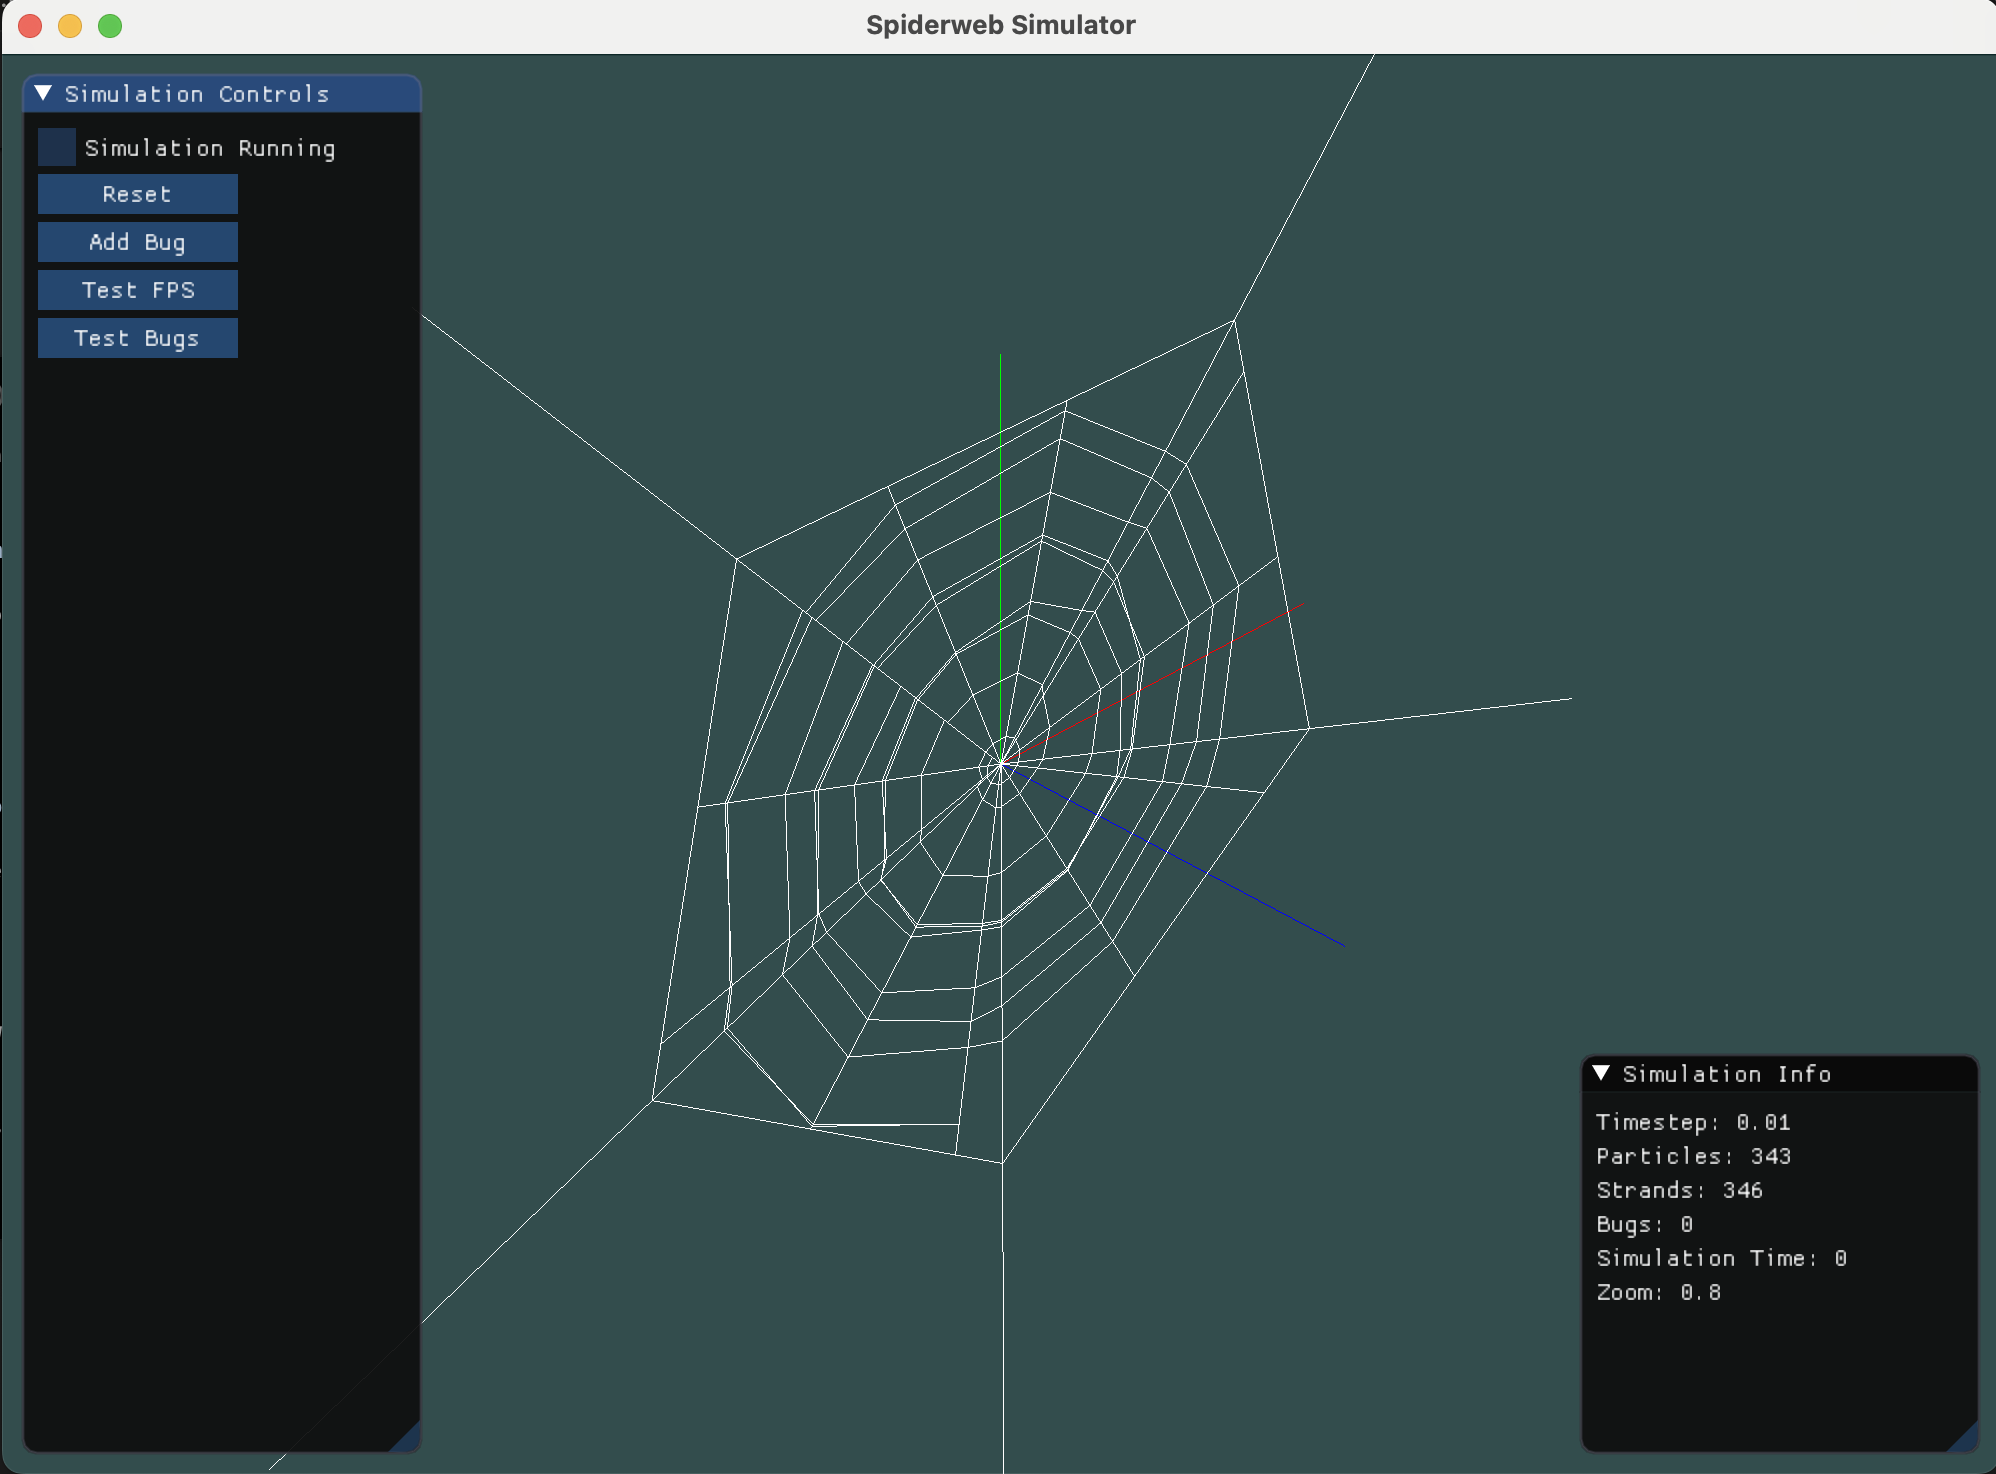 Spiderweb Simulator
Simulation Controls
Simulation Running
Reset
Add Bug
Test FPS
Test Bugs
Simulation Info
Timestep: 0.01
Particles: 343
Strands: 346
Bugs: 0
Simulation Time: 0
Zoom: 0.8